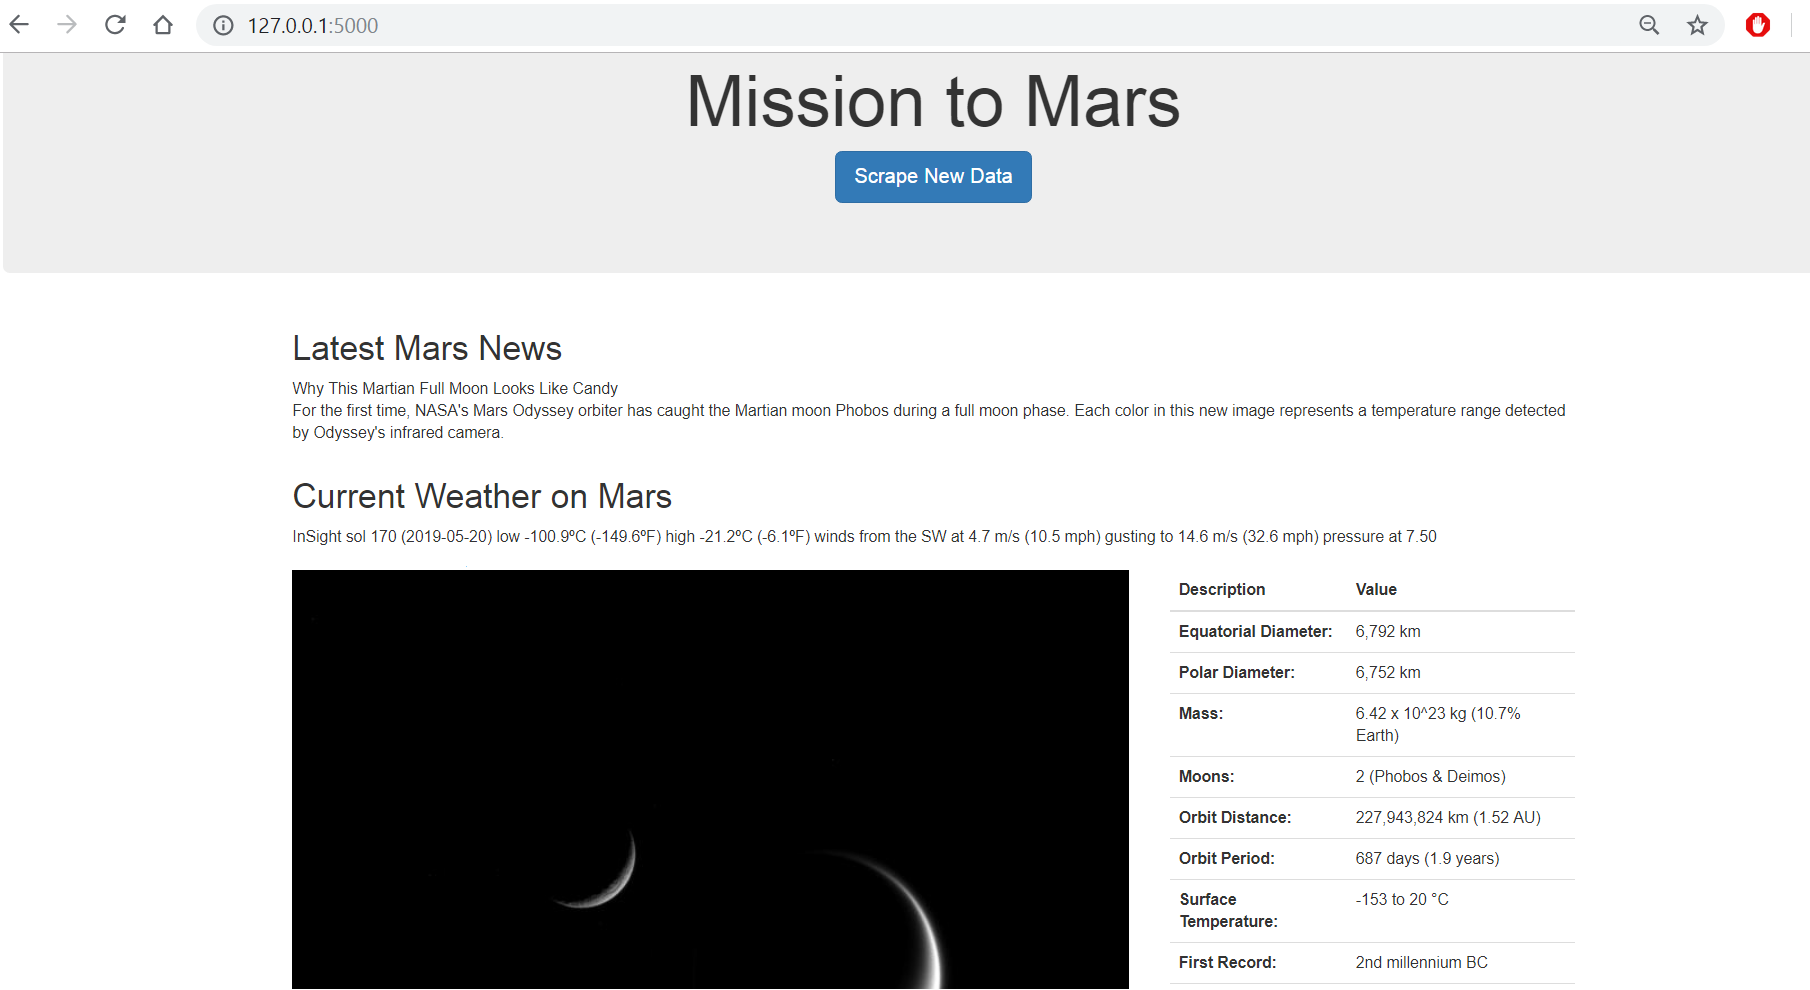 127.0.0.1:5000
Mission to Mars
Scrape New Data
Latest Mars News
Why This Martian Full Moon Looks Like Candy
For the first time, NASA's Mars Odyssey orbiter has caught the Martian moon Phobos during a full moon phase. Each color in this new image represents a temperature range detected
by Odyssey's infrared camera.
Current Weather on Mars
InSight sol 170 (2019-05-20) low -100.9ºC (-149.6ºF) high -21.2ºC (-6.1ºF) winds from the SW at 4.7 m/s (10.5 mph) gusting to 14.6 m/s (32.6 mph) pressure at 7.50
Description Value
Equatorial Diameter: 6,792 km
Polar Diameter: 6,752 km
Mass: 6.42 x 10^23 kg (10.7%
Earth)
Moons: 2 (Phobos & Deimos)
Orbit Distance: 227,943,824 km (1.52 AU)
Orbit Period: 687 days (1.9 years)
Surface -153 to 20 °C
Temperature:
First Record: 2nd millennium BC